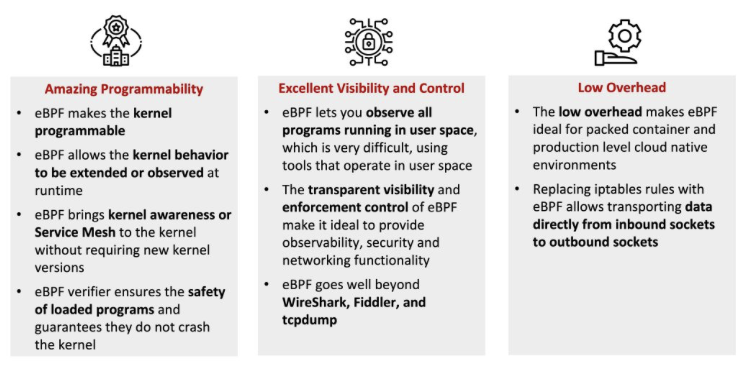 Amazing Programmability
• eBPF makes the kernel
programmable
• eBPF allows the kernel behavior
to be extended or observed at
runtime
• eBPF brings kernel awareness or
Service Mesh to the kernel
without requiring new kernel
versions
• eBPF verifier ensures the safety
of loaded programs and
guarantees they do not crash
the kernel
Excellent Visibility and Control
• eBPF lets you observe all
programs running in user space,
which is very difficult, using
tools that operate in user space
• The transparent visibility and
enforcement control of eBPF
make it ideal to provide
observability, security and
networking functionality
• eBPF goes well beyond
WireShark, Fiddler, and
tcpdump
Low Overhead
• The low overhead makes eBPF
ideal for packed container and
production level cloud native
environments
• Replacing iptables rules with
eBPF allows transporting data
directly from inbound sockets
to outbound sockets